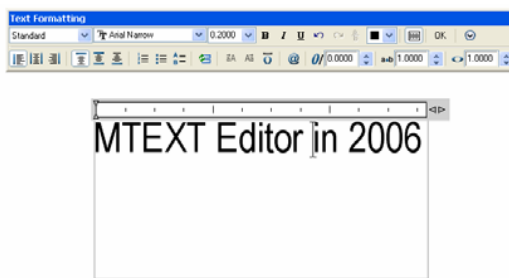 Text Formatting
Standard Arial Narrow 0.2000 B I U OK
@ 0/ 0.0000 a•b 1.0000 1.0000
MTEXT Editor in 2006